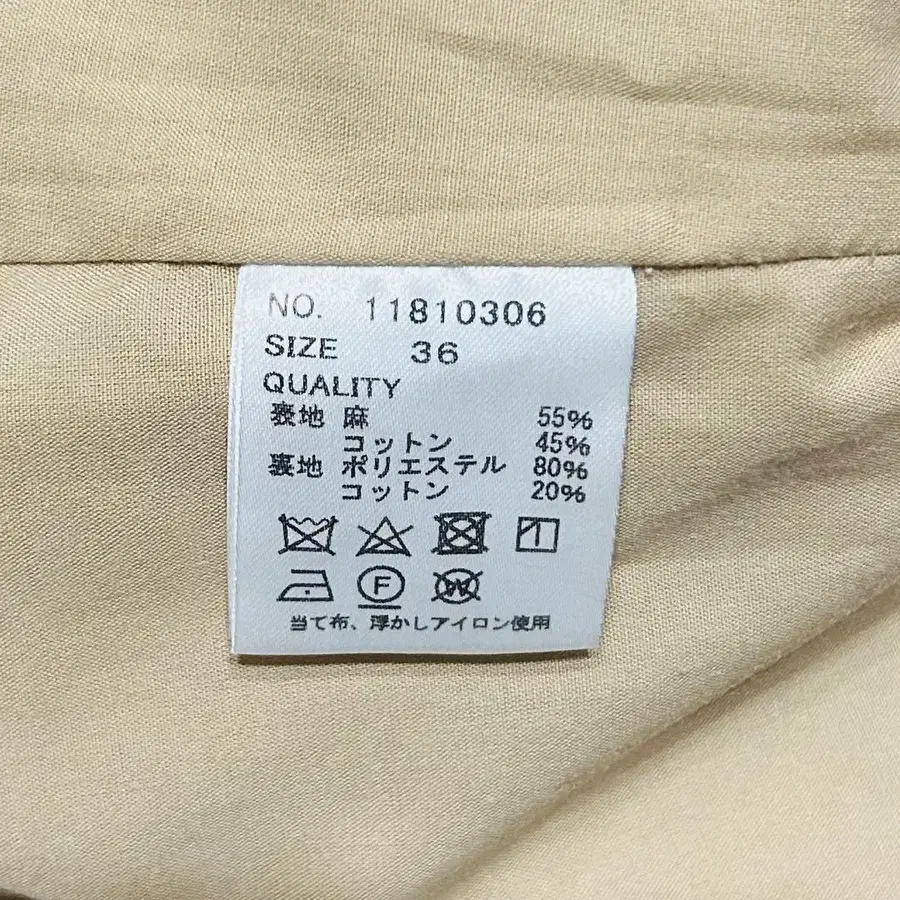 NO. 11810306
SIZE 36
QUALITY
表地 麻 55%
コットン 45%
裏地 ポリエステル 80%
コットン 20%
F W
当て布、浮かしアイロン使用